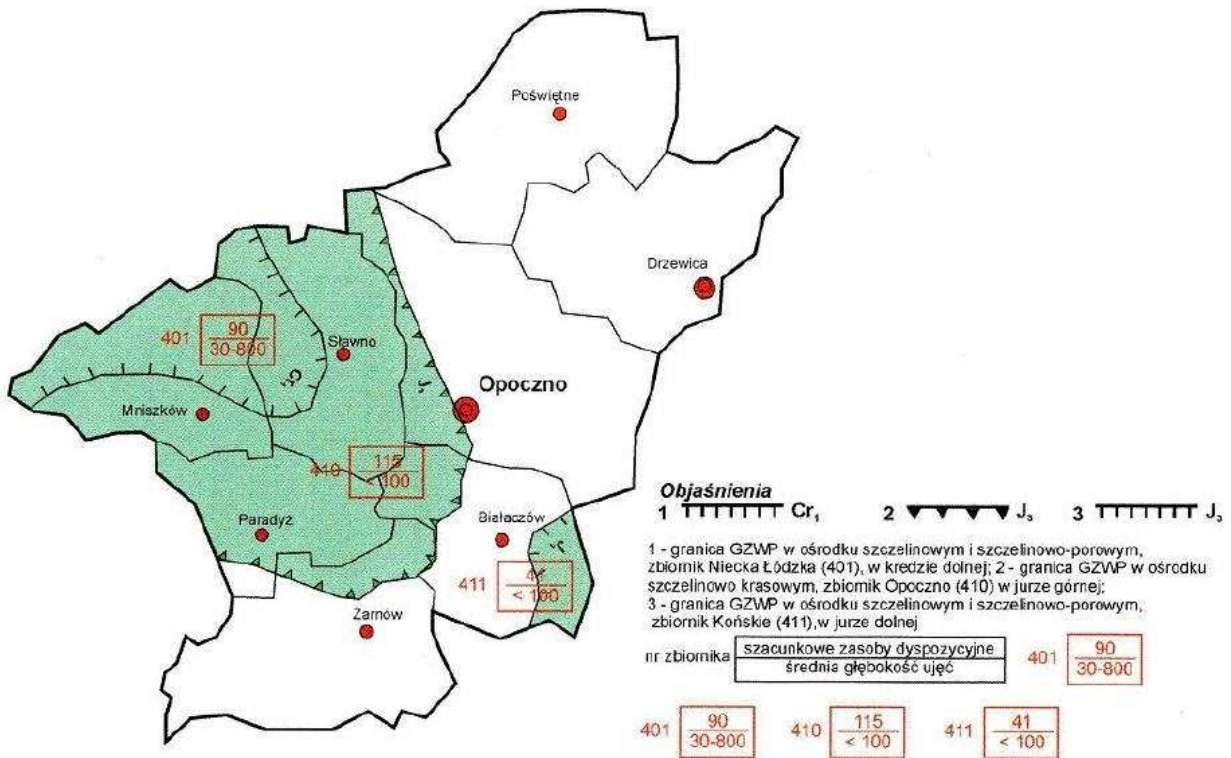 Poświętne
Drzewica
401 90
30-800
Sławno
Cr₁
J₃
Opoczno
Mniszków
410 115
< 100
Paradyż
Białaczów
411 41
< 100
Żarnów
Objaśnienia
1 Cr₁ 2 J₃ 3 J₃
1 - granica GZWP w ośrodku szczelinowym i szczelinowo-porowym,
zbiornik Niecka Łódzka (401), w kredzie dolnej; 2 - granica GZWP w ośrodku
szczelinowo krasowym, zbiornik Opoczno (410) w jurze górnej;
3 - granica GZWP w ośrodku szczelinowym i szczelinowo-porowym,
zbiornik Końskie (411),w jurze dolnej
nr zbiornika szacunkowe zasoby dyspozycyjne 401 90
średnia głębokość ujęć 30-800
401 90 410 115 411 41
30-800 < 100 < 100